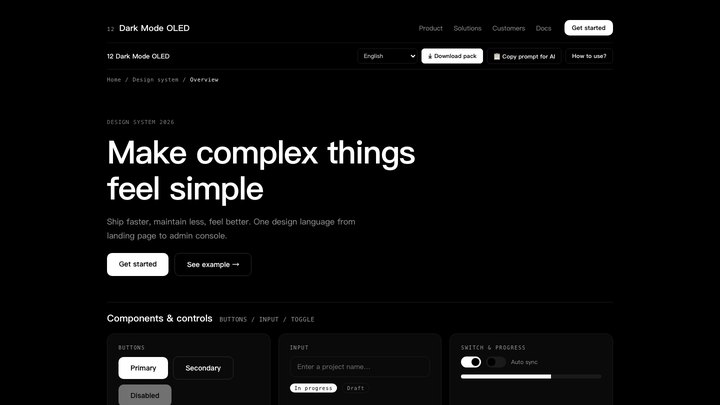 12 Dark Mode OLED
Product Solutions Customers Docs Get started
12 Dark Mode OLED
English Download pack Copy prompt for AI How to use?
Home / Design system / Overview
DESIGN SYSTEM 2026
Make complex things
feel simple
Ship faster, maintain less, feel better. One design language from
landing page to admin console.
Get started See example →
Components & controls BUTTONS / INPUT / TOGGLE
BUTTONS
Primary Secondary
Disabled
INPUT
Enter a project name...
In progress Draft
SWITCH & PROGRESS
Auto sync